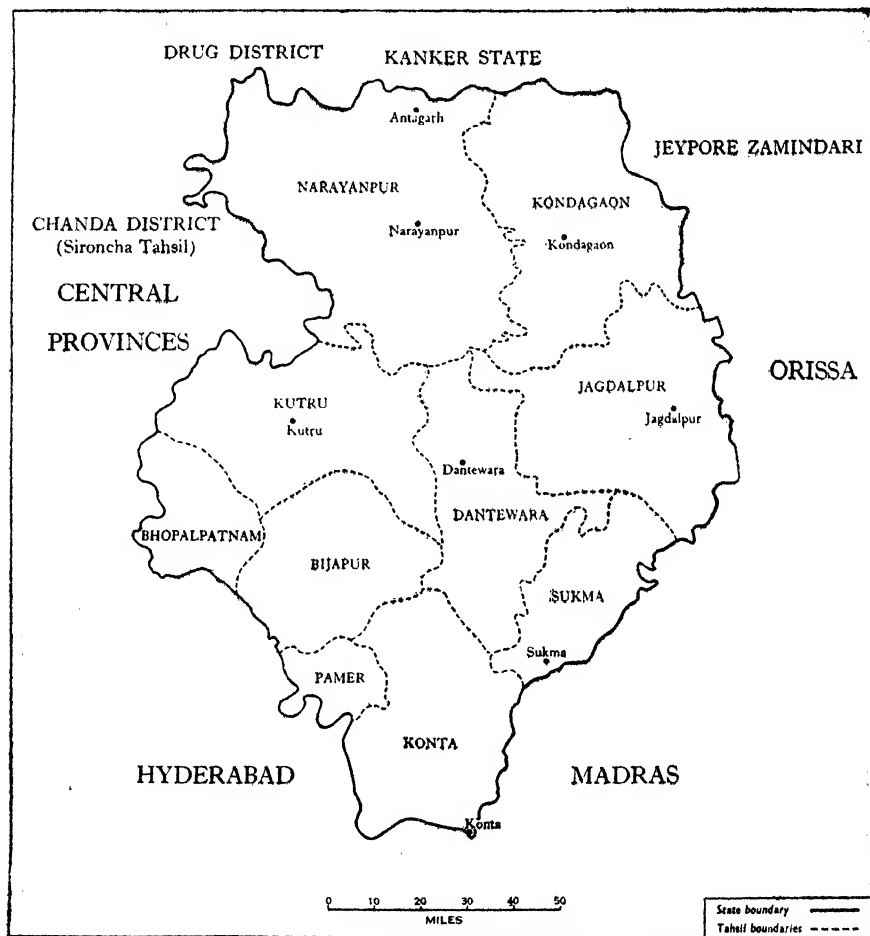 DRUG DISTRICT
KANKER STATE
Antagarh
JEYPORE ZAMINDARI
NARAYANPUR
KONDAGAON
CHANDA DISTRICT
(Sironcha Tahsil)
Narayanpur
Kondagaon
CENTRAL
PROVINCES
ORISSA
JAGDALPUR
KUTRU
Jagdalpur
Kutru
Dantewara
DANTEWARA
BHOPALPATNAM
BIJAPUR
SUKMA
Sukma
PAMER
KONTA
HYDERABAD
MADRAS
Konta
0 10 20 30 40 50
MILES
State boundary
Tahsil boundaries